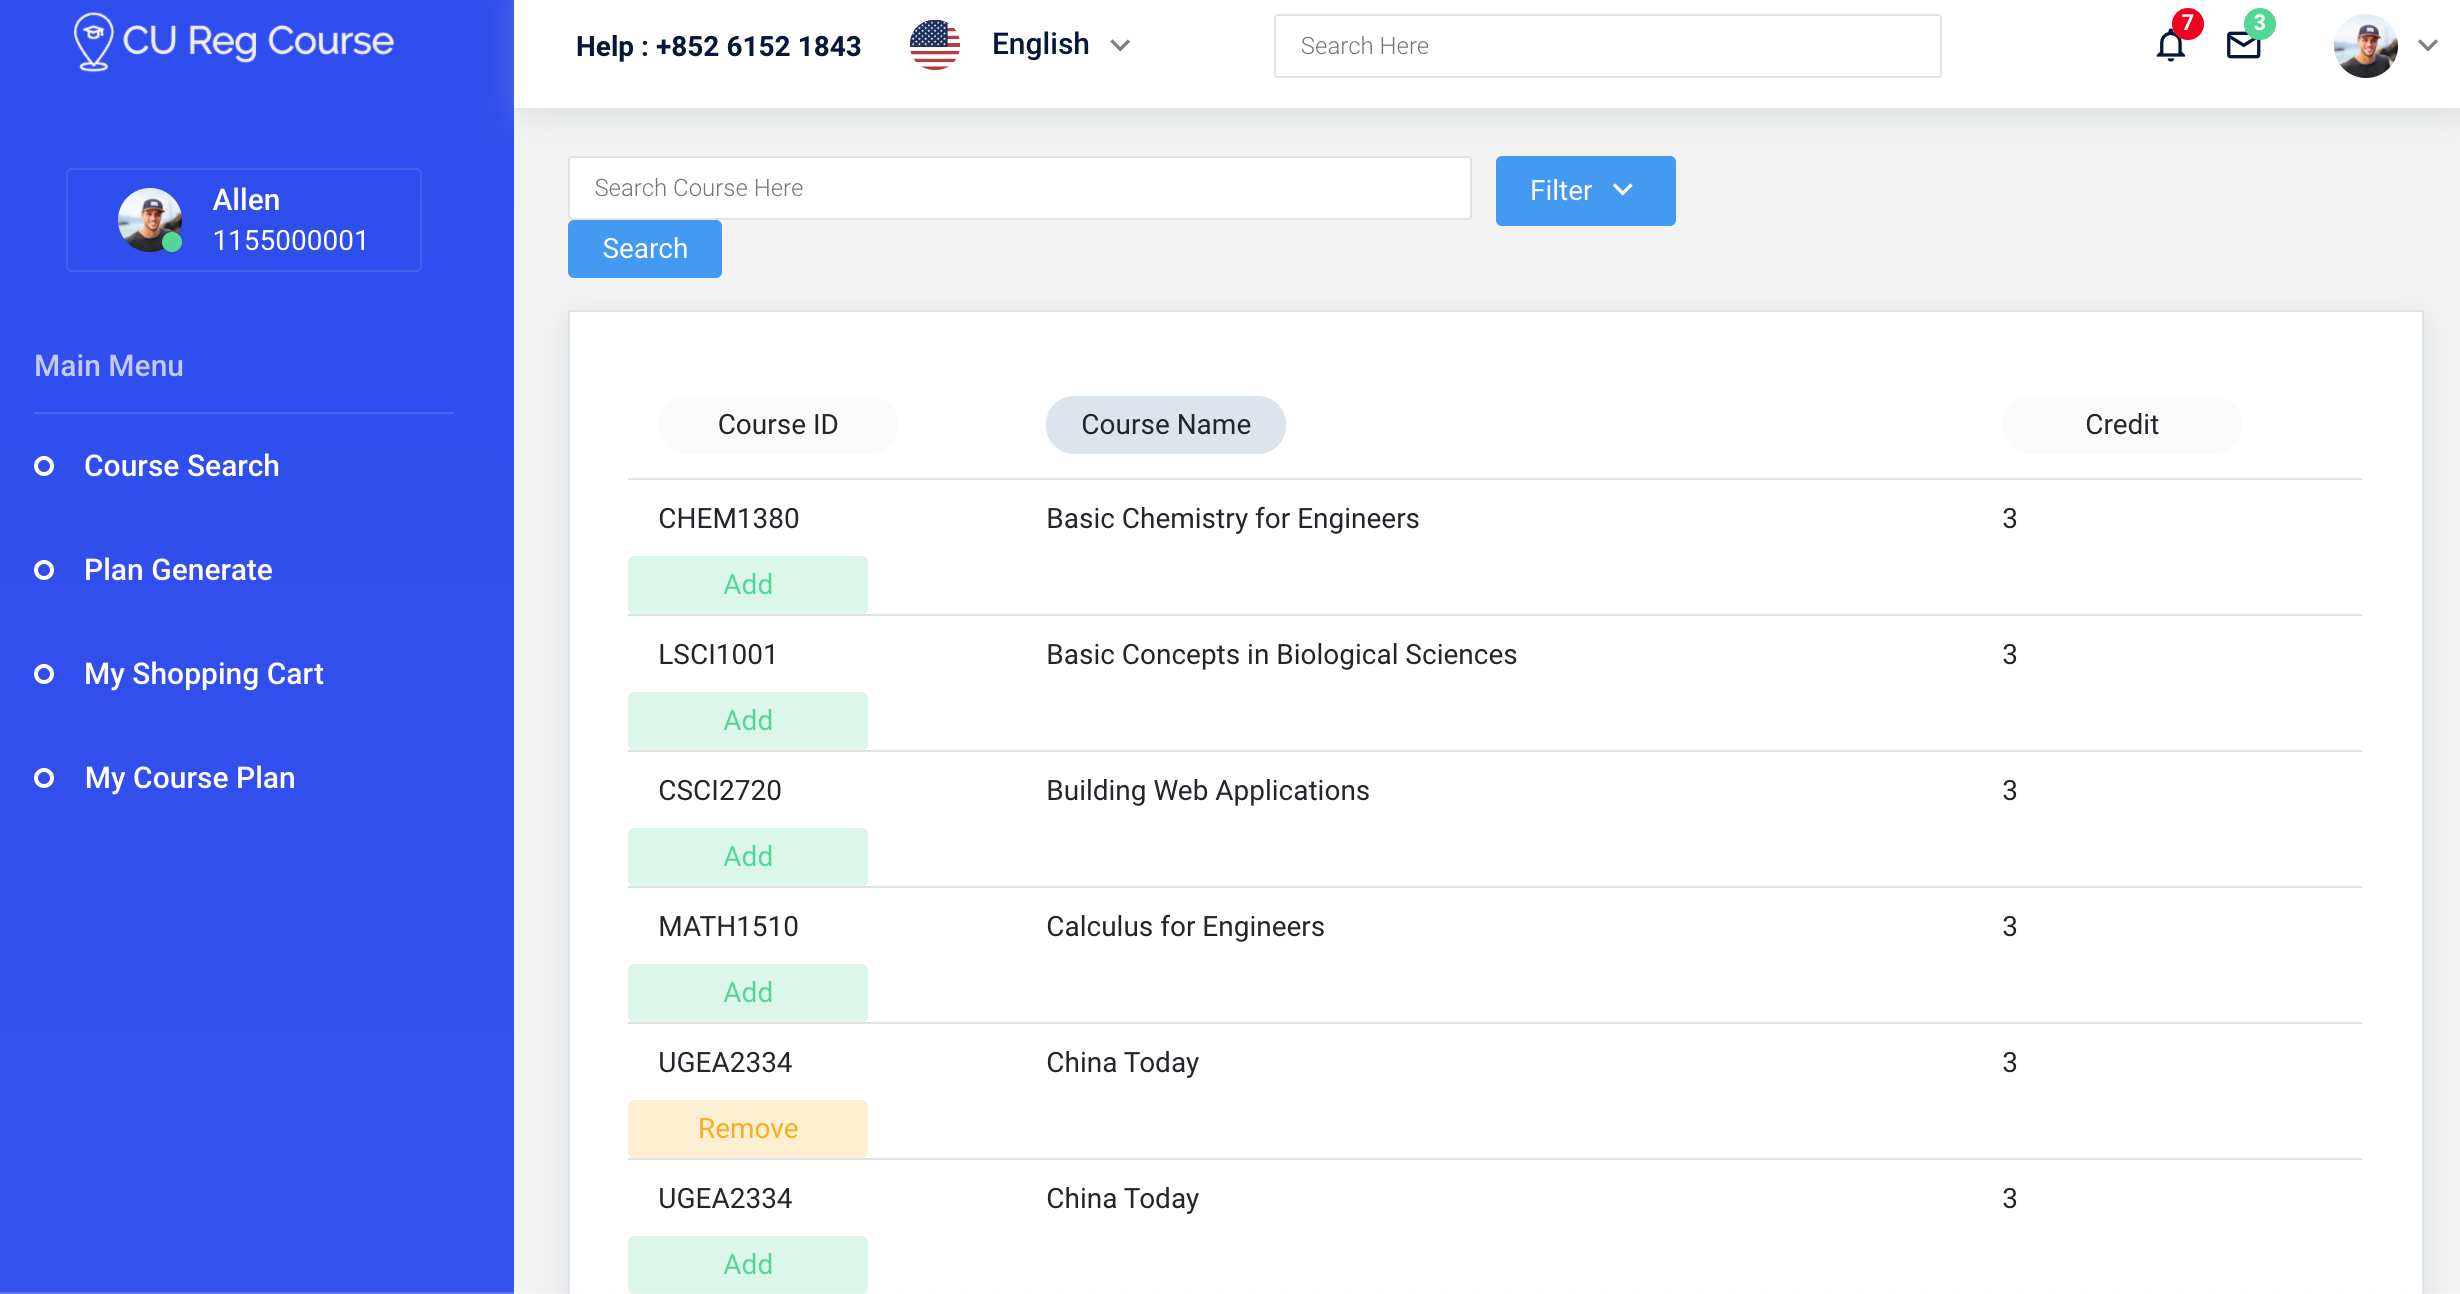 CU Reg Course
Help : +852 6152 1843
English
Search Here
7
3
Allen
1155000001
Main Menu
Course Search
Plan Generate
My Shopping Cart
My Course Plan
Search Course Here
Filter
Search
Course ID Course Name Credit
CHEM1380 Basic Chemistry for Engineers 3
Add
LSCI1001 Basic Concepts in Biological Sciences 3
Add
CSCI2720 Building Web Applications 3
Add
MATH1510 Calculus for Engineers 3
Add
UGEA2334 China Today 3
Remove
UGEA2334 China Today 3
Add